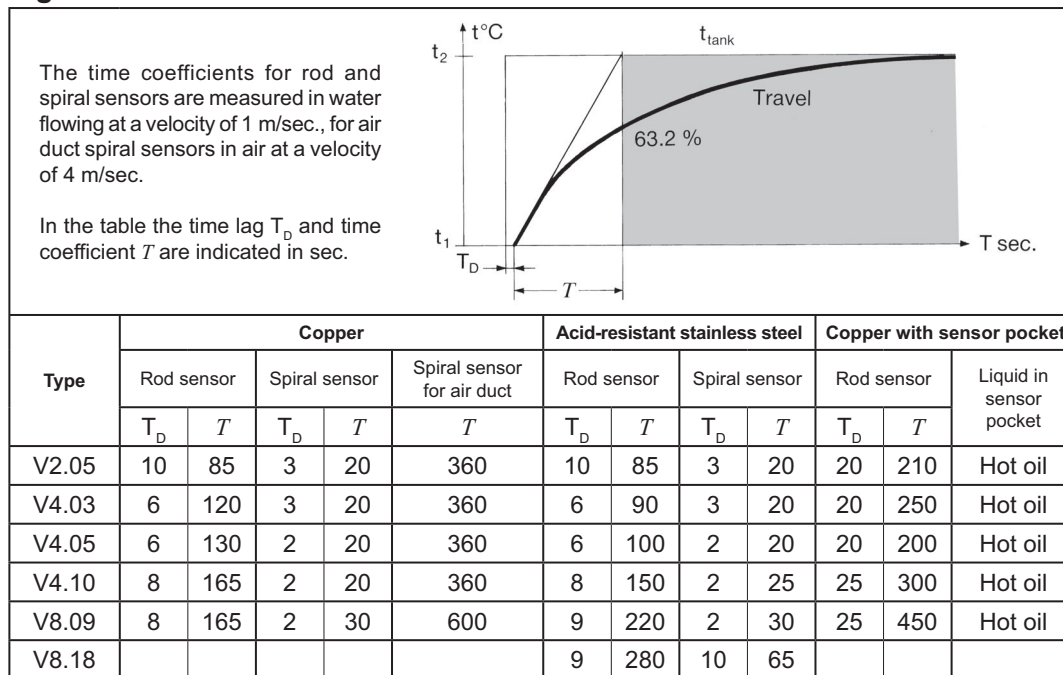 The time coefficients for rod and
spiral sensors are measured in water
flowing at a velocity of 1 m/sec., for air
duct spiral sensors in air at a velocity
of 4 m/sec.
In the table the time lag T_D and time
coefficient T are indicated in sec.
t°C
t_tank
t₂
Travel
63.2 %
t₁
T sec.
T_D
T
Type
Copper
Acid-resistant stainless steel
Copper with sensor pocket
Rod sensor
Spiral sensor
Spiral sensor
for air duct
Rod sensor
Spiral sensor
Rod sensor
Liquid in
sensor
pocket
T_D T T_D T T T_D T T_D T T_D T
V2.05 10 85 3 20 360 10 85 3 20 20 210 Hot oil
V4.03 6 120 3 20 360 6 90 3 20 20 250 Hot oil
V4.05 6 130 2 20 360 6 100 2 20 20 200 Hot oil
V4.10 8 165 2 20 360 8 150 2 25 25 300 Hot oil
V8.09 8 165 2 30 600 9 220 2 30 25 450 Hot oil
V8.18 9 280 10 65